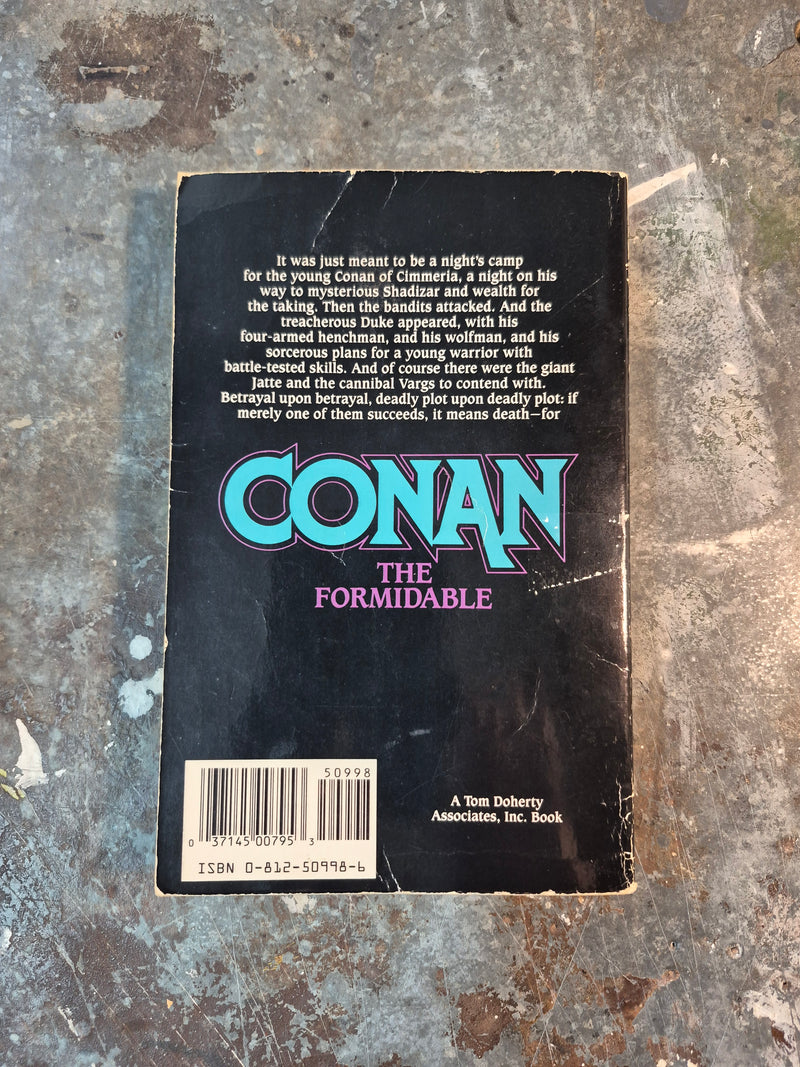 It was just meant to be a night's camp
for the young Conan of Cimmeria, a night on his
way to mysterious Shadizar and wealth for
the taking. Then the bandits attacked. And the
treacherous Duke appeared, with his
four-armed henchman, and his wolfman, and his
sorcerous plans for a young warrior with
battle-tested skills. And of course there were the giant
Jatte and the cannibal Vargs to contend with.
Betrayal upon betrayal, deadly plot upon deadly plot: if
merely one of them succeeds, it means death—for
CONAN
THE
FORMIDABLE
50998
0 37145 00795 3
ISBN 0-812-50998-6
A Tom Doherty
Associates, Inc. Book